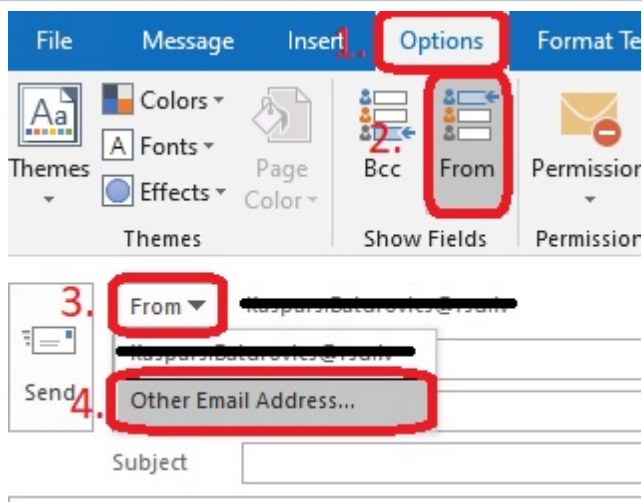 File Message Insert 1. Options Format Te
Aa Colors
A Fonts
Effects
Themes
Page
Color
2.
Bcc From Permission
Themes Show Fields Permission
3. From
Send
4. Other Email Address...
Subject